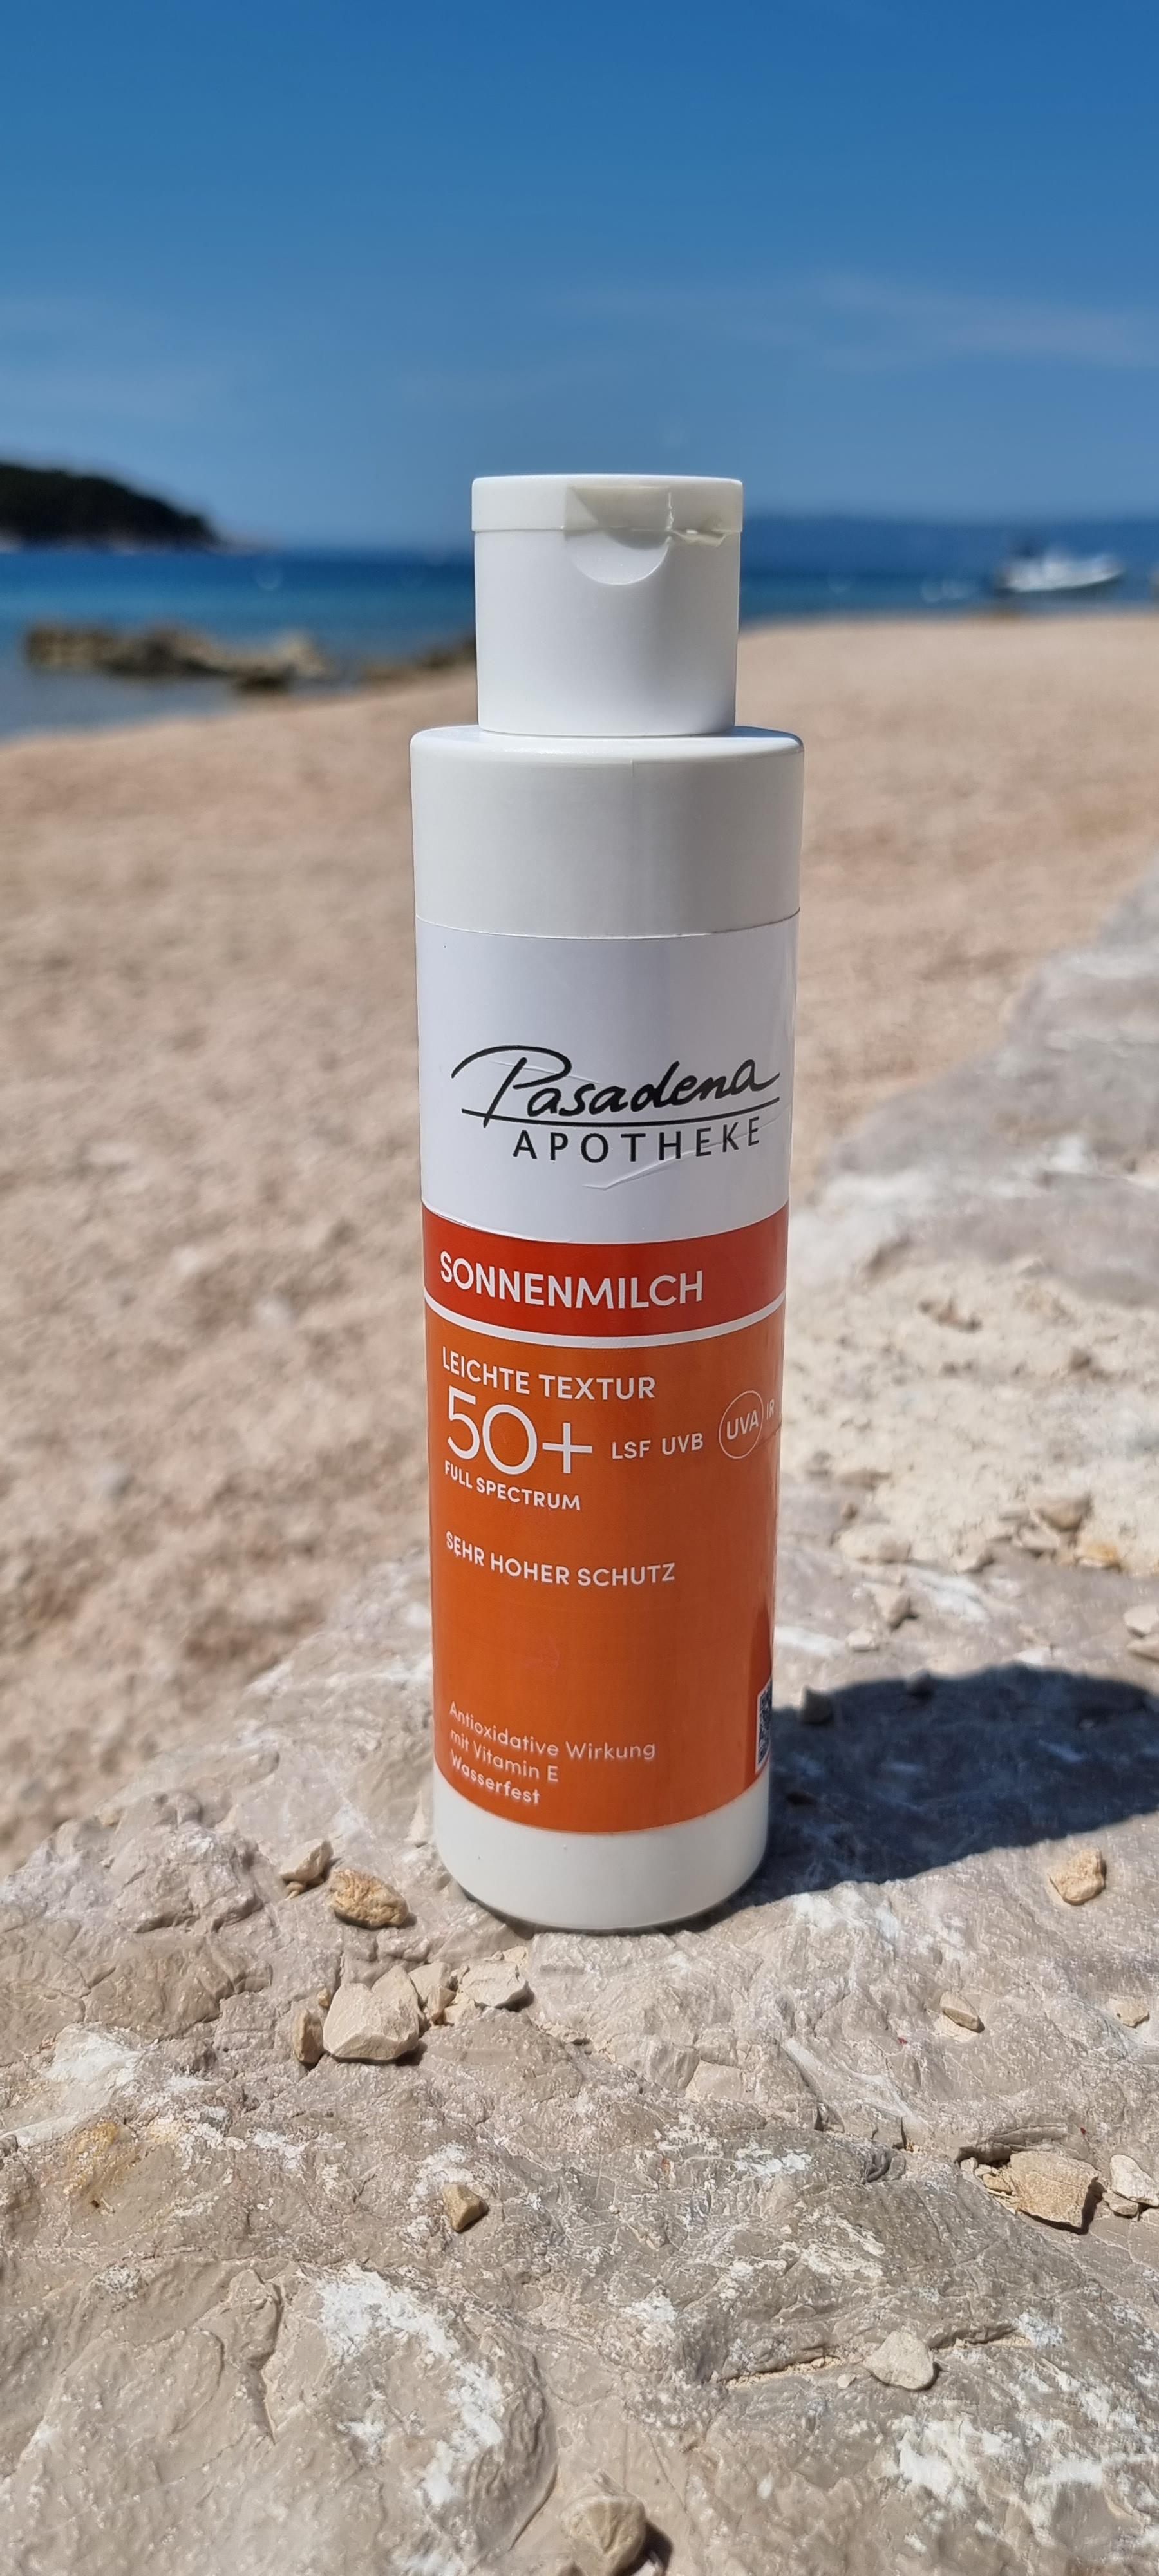 Pasadena
APOTHEKE
SONNENMILCH
LEICHTE TEXTUR
50+ LSF UVB UVA IR
FULL SPECTRUM
SEHR HOHER SCHUTZ
Antioxidative Wirkung
mit Vitamin E
Wasserfest